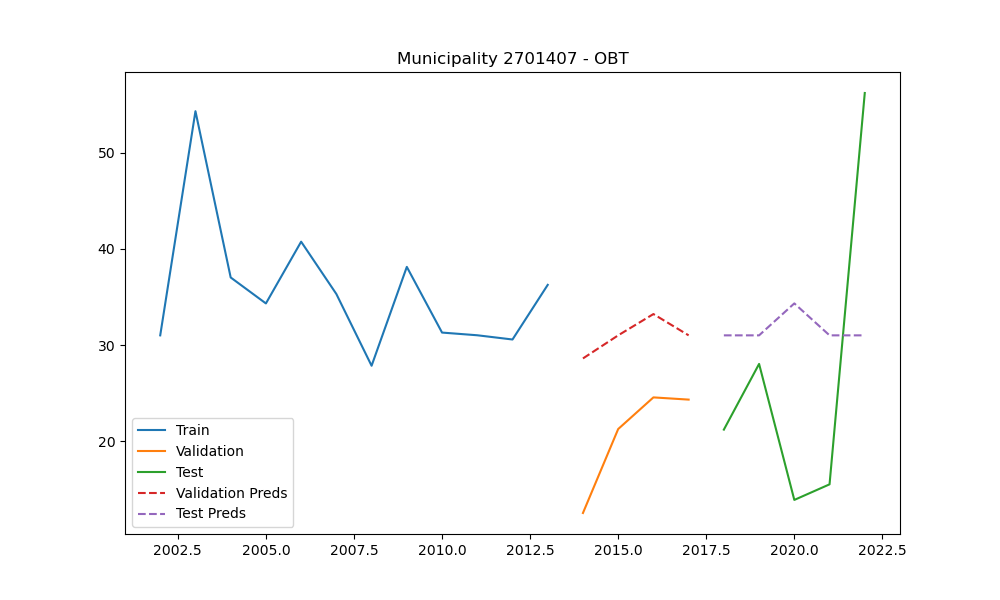 Municipality 2701407 - OBT
50
40
30
20
Train
Validation
Test
Validation Preds
Test Preds
2002.5 2005.0 2007.5 2010.0 2012.5 2015.0 2017.5 2020.0 2022.5